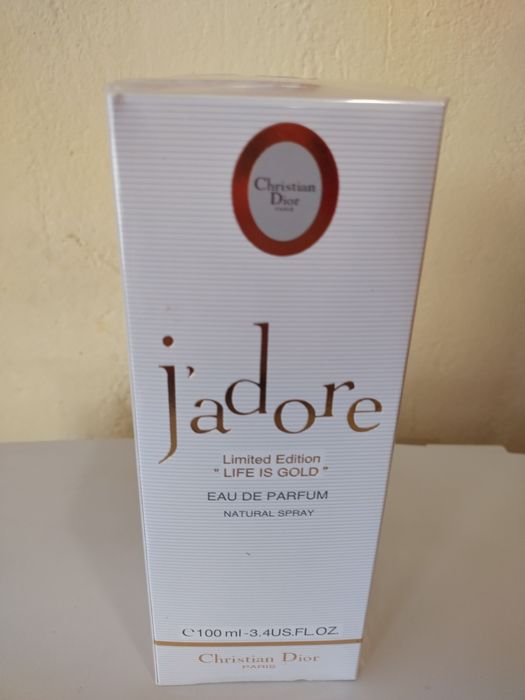 Christian
Dior
PARIS
j'adore
Limited Edition
" LIFE IS GOLD "
EAU DE PARFUM
NATURAL SPRAY
℮100 ml-3.4US.FL.OZ.
Christian Dior
PARIS